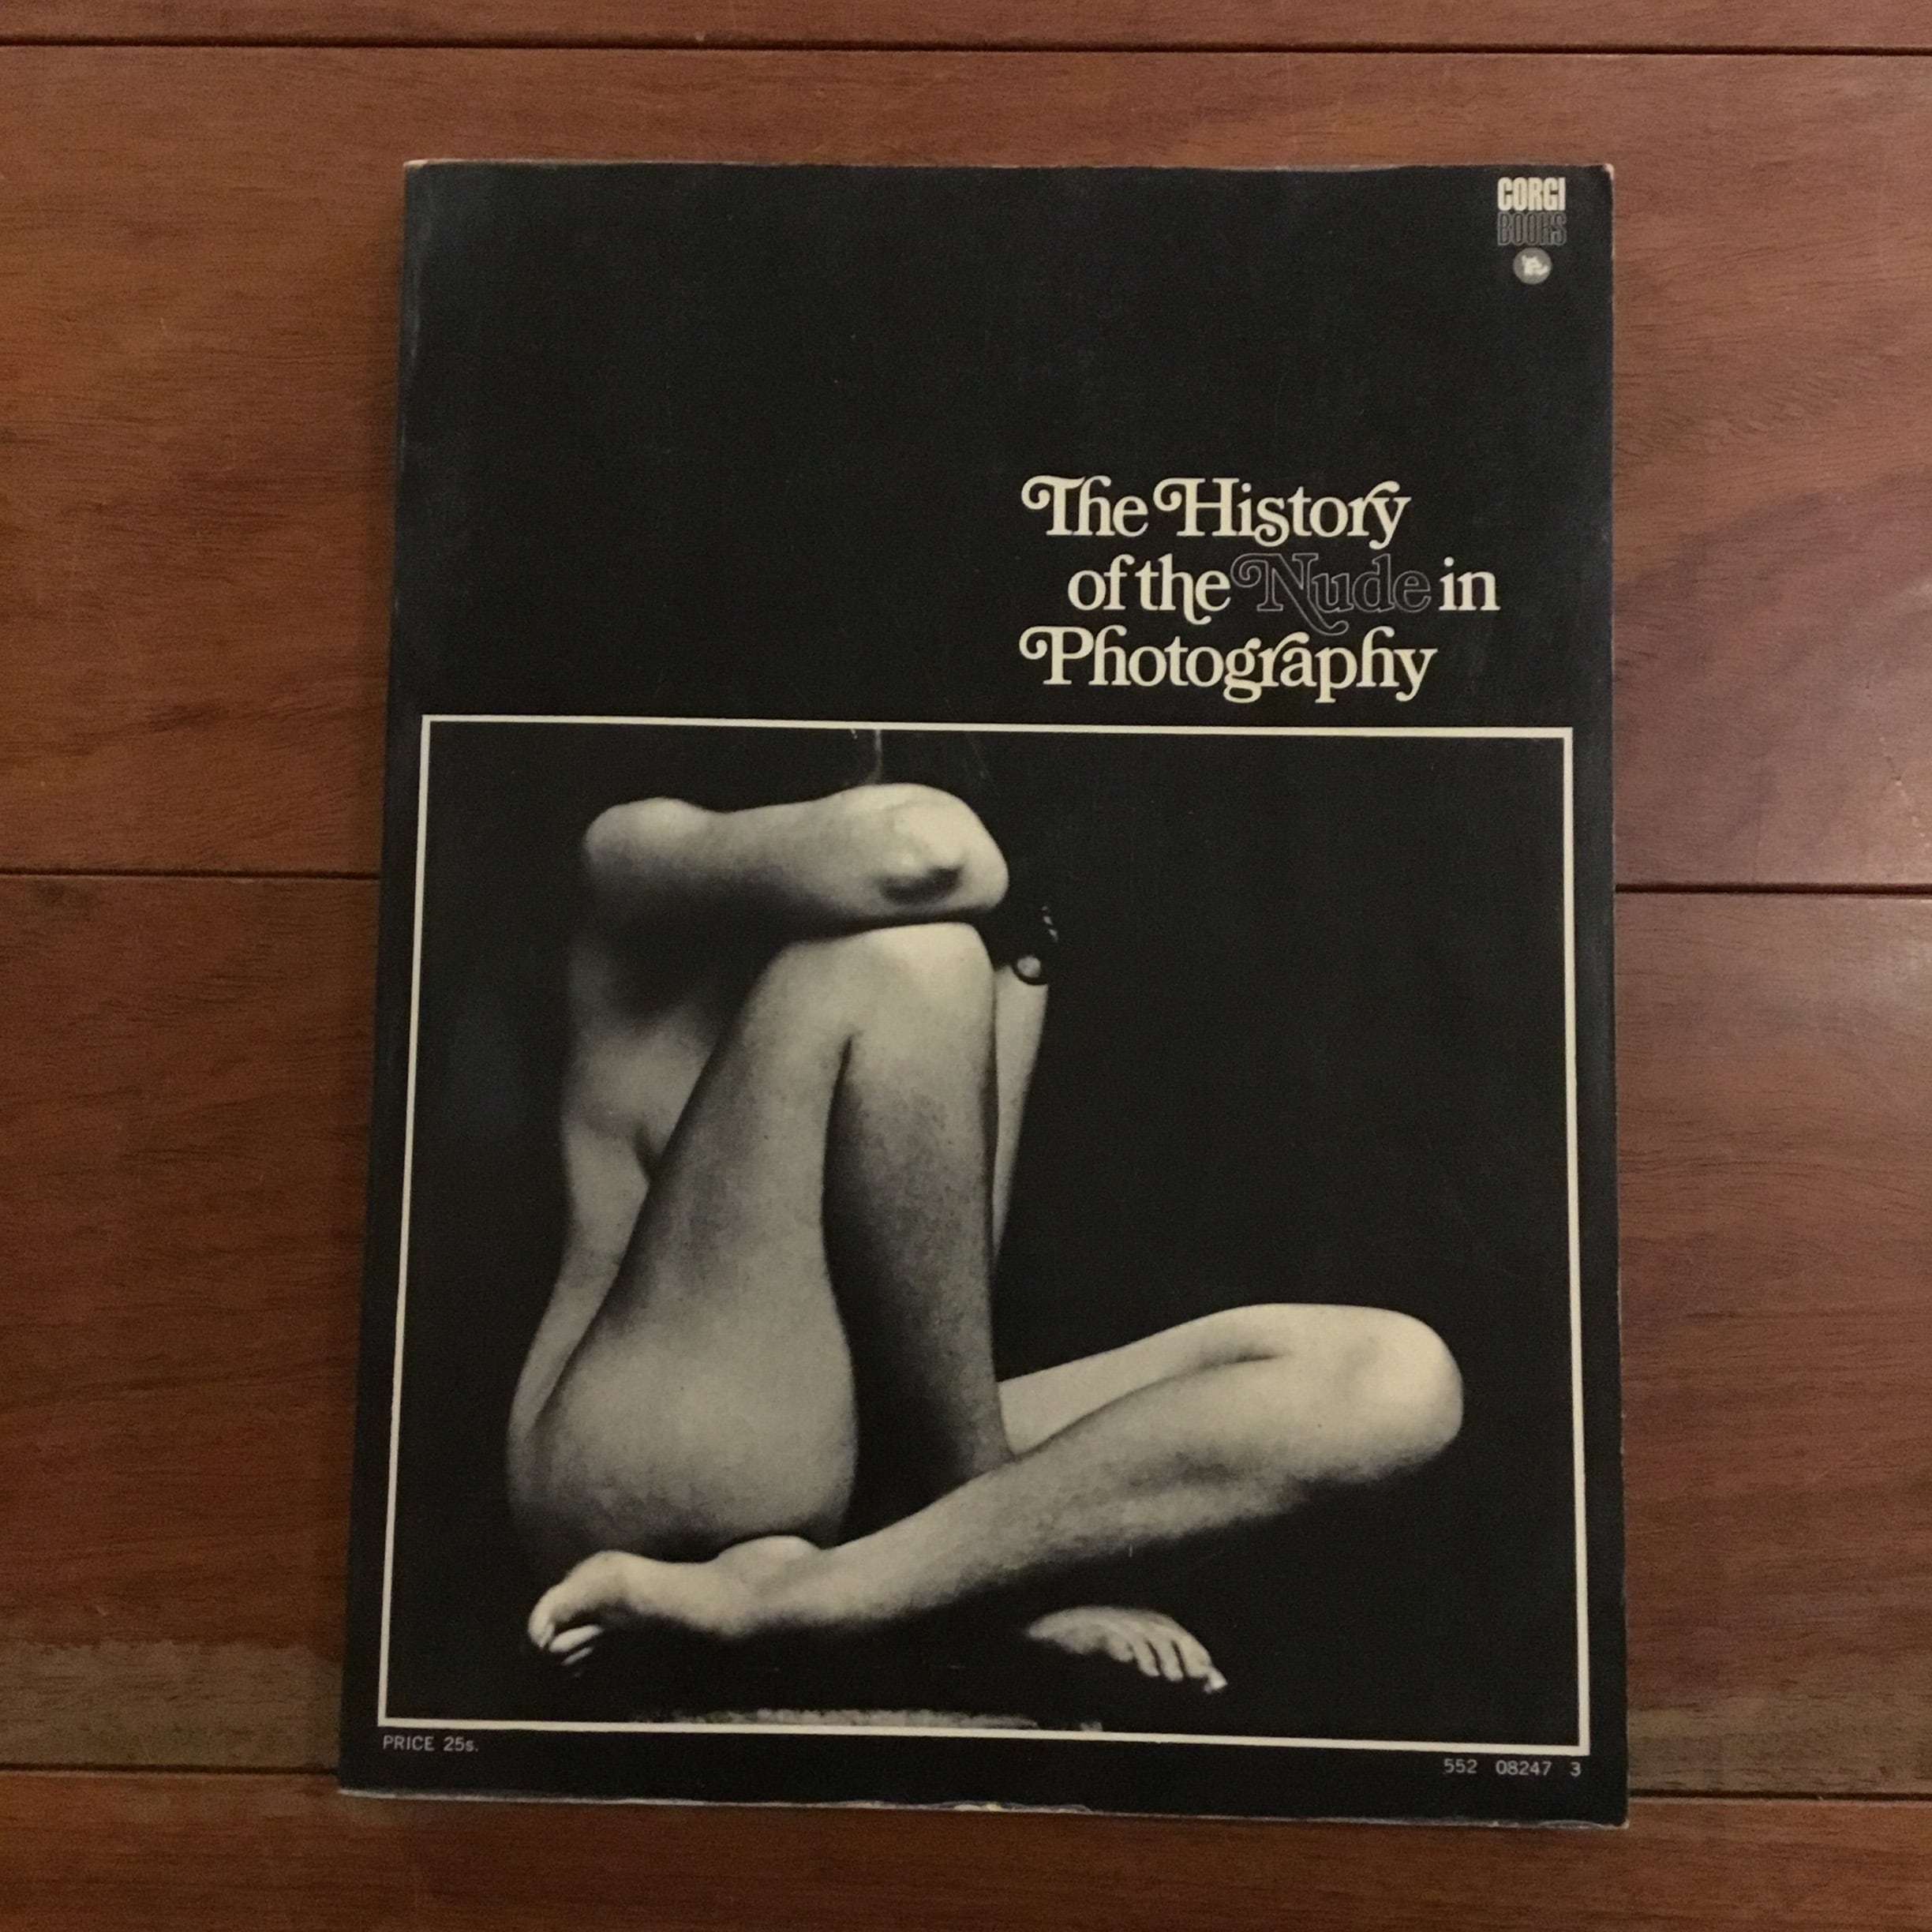 CORGI
BOOKS
The History
of the Nude in
Photography
PRICE 25s.
552 08247 3